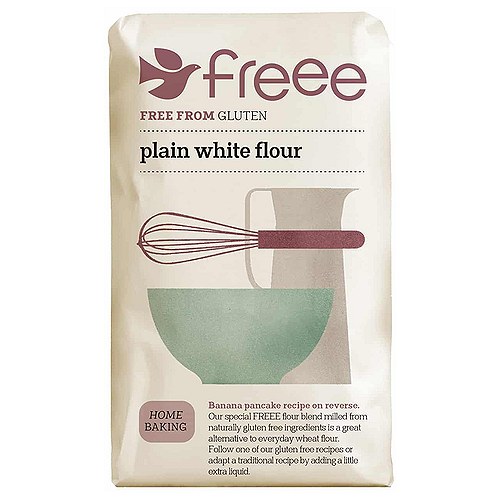 freee
FREE FROM GLUTEN
plain white flour
Banana pancake recipe on reverse.
Our special FREEE flour blend milled from
naturally gluten free ingredients is a great
alternative to everyday wheat flour.
Follow one of our gluten free recipes or
adapt a traditional recipe by adding a little
extra liquid.
HOME
BAKING